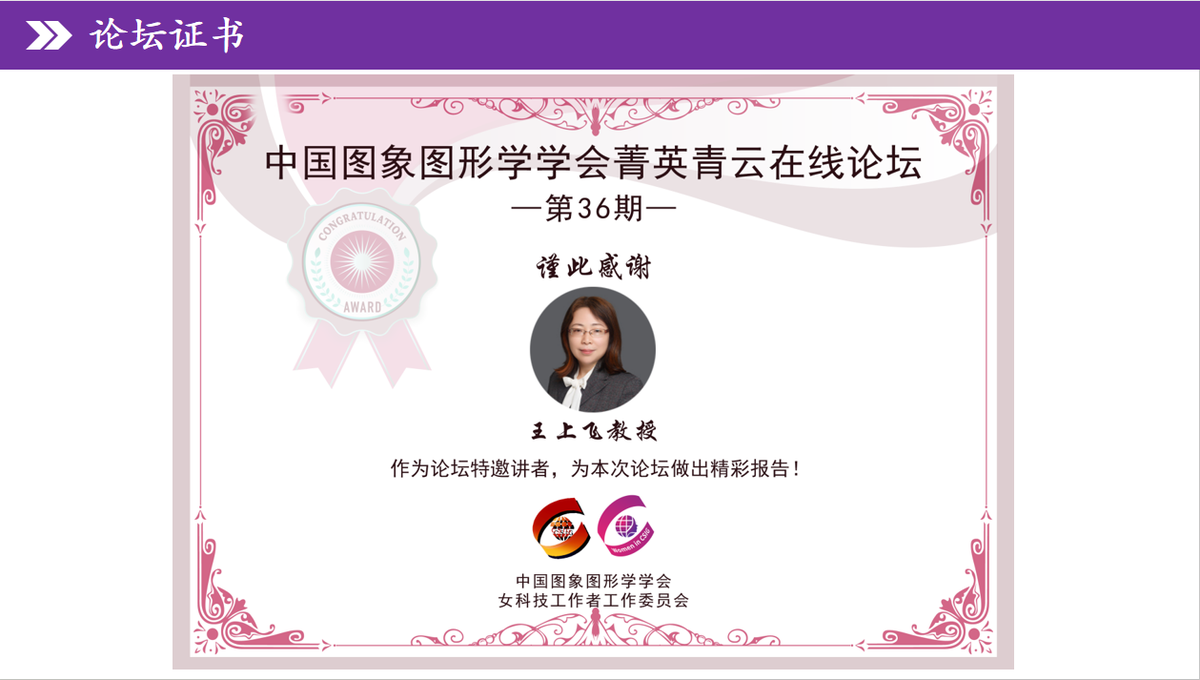 论坛证书
中国图象图形学学会菁英青云在线论坛
—第36期—
CONGRATULATION
AWARD
谨此感谢
王上飞教授
作为论坛特邀讲者，为本次论坛做出精彩报告！
CSIG
Women in CSIG
中国图象图形学学会
女科技工作者工作委员会